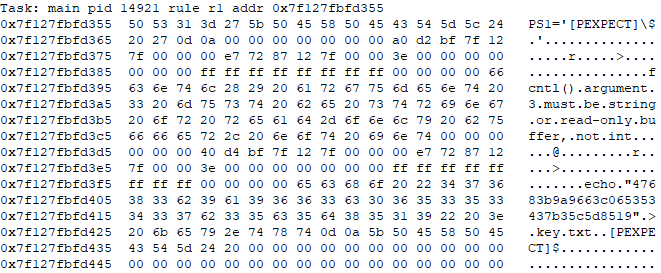 Task: main pid 14921 rule r1 addr 0x7f127fbfd355
0x7f127fbfd355 50 53 31 3d 27 5b 50 45 58 50 45 43 54 5d 5c 24 PS1='[PEXPECT]\$
0x7f127fbfd365 20 27 0d 0a 00 00 00 00 00 00 00 a0 d2 bf 7f 12 .'..............
0x7f127fbfd375 7f 00 00 00 e7 72 87 12 7f 00 00 3e 00 00 00 00 .....r.....>....
0x7f127fbfd385 00 00 00 ff ff ff ff ff ff ff ff 00 00 00 00 66 ...............f
0x7f127fbfd395 63 6e 74 6c 28 29 20 61 72 67 75 6d 65 6e 74 20 cntl().argument.
0x7f127fbfd3a5 33 20 6d 75 73 74 20 62 65 20 73 74 72 69 6e 67 3.must.be.string
0x7f127fbfd3b5 20 6f 72 20 72 65 61 64 2d 6f 6e 6c 79 20 62 75 .or.read-only.bu
0x7f127fbfd3c5 66 66 65 72 2c 20 6e 6f 74 20 69 6e 74 00 00 00 ffer,.not.int...
0x7f127fbfd3d5 00 00 00 40 d4 bf 7f 12 7f 00 00 00 e7 72 87 12 ...@.........r..
0x7f127fbfd3e5 7f 00 00 3e 00 00 00 00 00 00 00 ff ff ff ff ff ...>............
0x7f127fbfd3f5 ff ff ff 00 00 00 00 65 63 68 6f 20 22 34 37 36 .......echo."476
0x7f127fbfd405 38 33 62 39 61 39 36 36 33 63 30 36 35 33 35 33 83b9a9663c065353
0x7f127fbfd415 34 33 37 62 33 35 63 35 64 38 35 31 39 22 20 3e 437b35c5d8519".>
0x7f127fbfd425 20 6b 65 79 2e 74 78 74 0d 0a 5b 50 45 58 50 45 .key.txt..[PEXPE
0x7f127fbfd435 43 54 5d 24 20 00 00 00 00 00 00 00 00 00 00 00 CT]$............
0x7f127fbfd445 00 00 00 00 00 00 00 00 00 00 00 00 00 00 00 00 ................